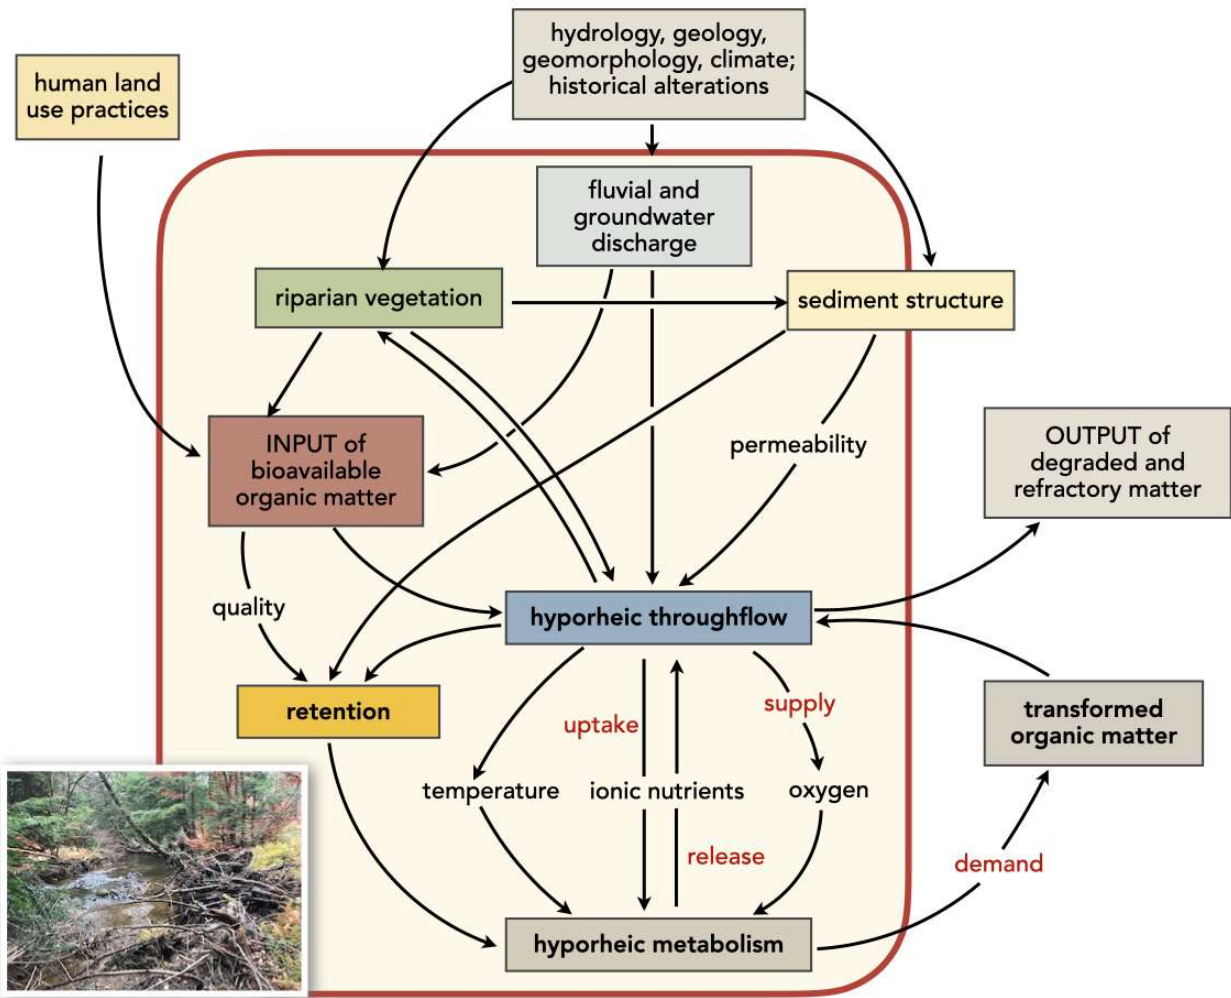 hydrology, geology,
geomorphology, climate;
historical alterations
human land
use practices
fluvial and
groundwater
discharge
riparian vegetation
sediment structure
INPUT of
bioavailable
organic matter
permeability
OUTPUT of
degraded and
refractory matter
quality
hyporheic throughflow
retention
uptake
supply
transformed
organic matter
temperature
ionic nutrients
oxygen
release
demand
hyporheic metabolism